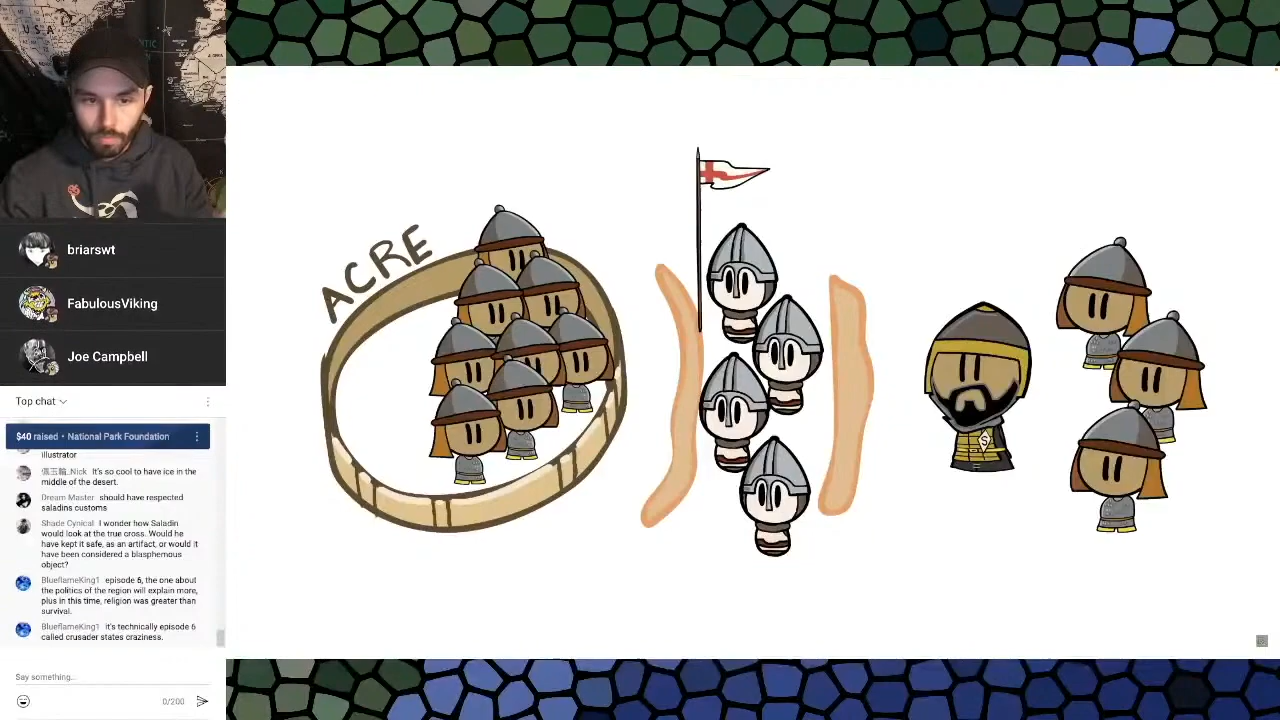 U.S.A.
briarswt
FabulousViking
Joe Campbell
Top chat
$40 raised • National Park Foundation
illustrator
Nick It's so cool to have ice in the
middle of the desert.
Dream Master should have respected
saladins customs
Shade Cynical I wonder how Saladin
would look at the true cross. Would he
have kept it safe, as an artifact, or would it
have been considered a blasphemous
object?
BlueflameKing1 episode 6, the one about
the politics of the region will explain more,
plus in this time, religion was greater than
survival.
BlueflameKing1 it's technically episode 6
called crusader states craziness.
Say something...
0/200
ACRE